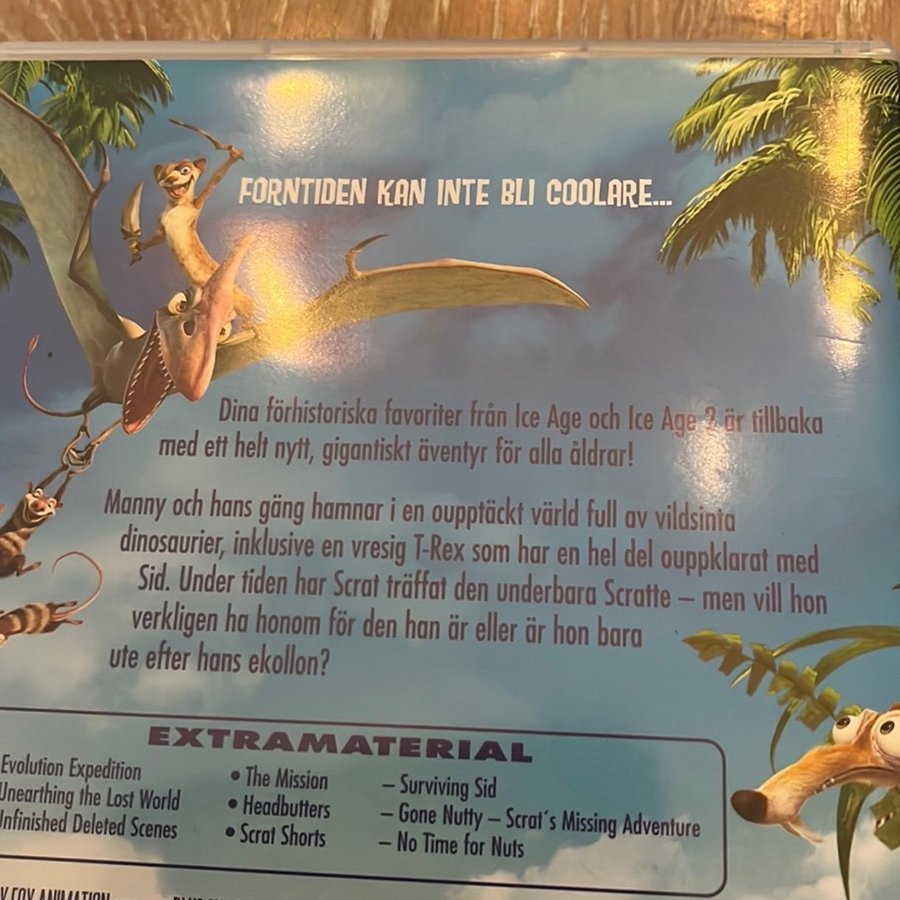 FORNTIDEN KAN INTE BLI COOLARE...
Dina förhistoriska favoriter från Ice Age och Ice Age 2 är tillbaka
med ett helt nytt, gigantiskt äventyr för alla åldrar!
Manny och hans gäng hamnar i en oupptäckt värld full av vildsinta
dinosaurier, inklusive en vresig T-Rex som har en hel del ouppklarat med
Sid. Under tiden har Scrat träffat den underbara Scratte – men vill hon
verkligen ha honom för den han är eller är hon bara
ute efter hans ekollon?
EXTRAMATERIAL
Evolution Expedition
Unearthing the Lost World
Unfinished Deleted Scenes
• The Mission
• Headbutters
• Scrat Shorts
– Surviving Sid
– Gone Nutty – Scrat´s Missing Adventure
– No Time for Nuts
FOX ANIMATION